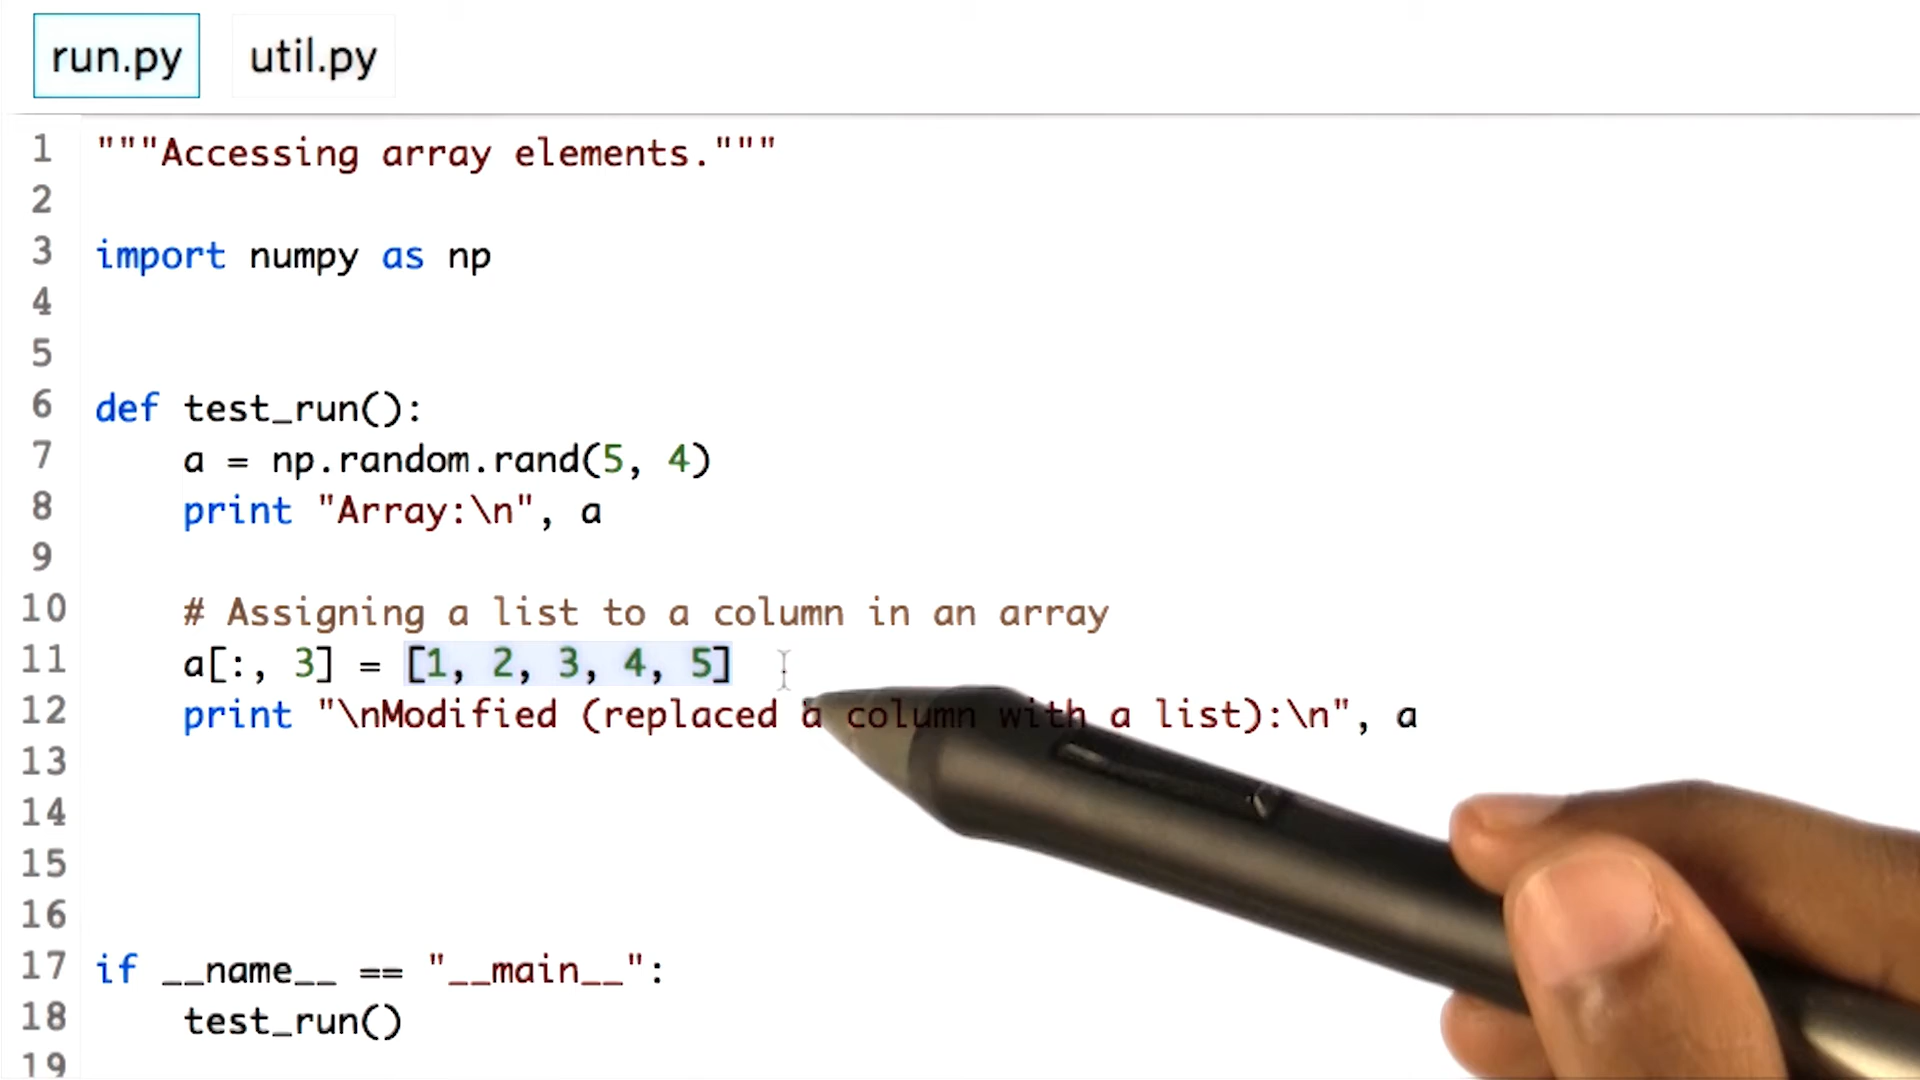 run.py util.py
1 """Accessing array elements."""
2
3 import numpy as np
4
5
6 def test_run():
7 a = np.random.rand(5, 4)
8 print "Array:\n", a
9
10 # Assigning a list to a column in an array
11 a[:, 3] = [1, 2, 3, 4, 5]
12 print "\nModified (replaced a column with a list):\n", a
13
14
15
16
17 if __name__ == "__main__":
18 test_run()
19